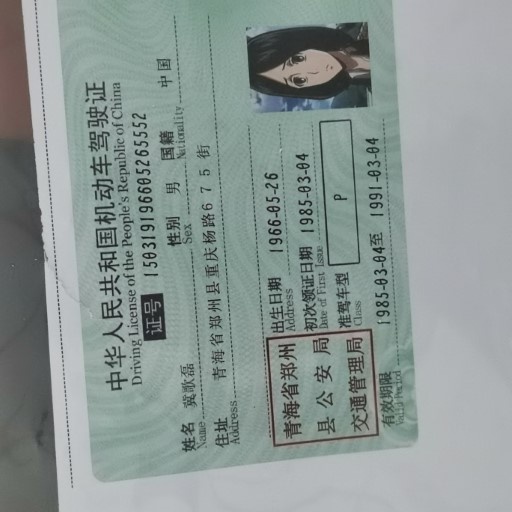 中华人民共和国机动车驾驶证
Driving License of the People's Republic of China
证号 150319196605265552
姓名 冀歌磊 性别 男 国籍 中国
Name Sex Nationality
住址 青海省郑州县重庆杨路675街
Address
出生日期 1966-05-26
Address
初次领证日期 1985-03-04
Date of First Issue
准驾车型 P
Class
青海省郑州
县公安局
交通管理局
有效期限 1985-03-04至 1991-03-04
Valid Period